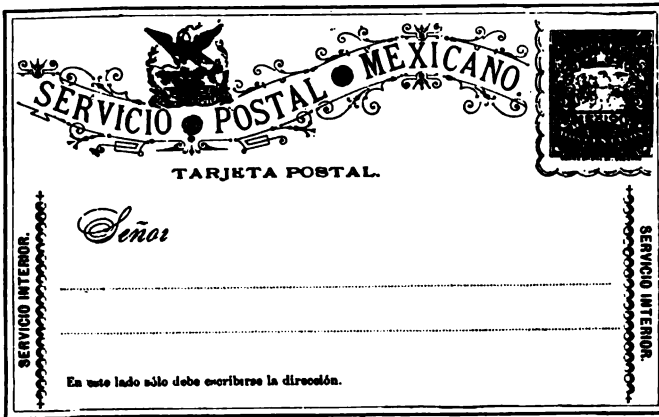 SERVICIO POSTAL MEXICANO.
TARJETA POSTAL.
Señor
SERVICIO INTERIOR.
SERVICIO INTERIOR.
En este lado sólo debe escribirse la dirección.